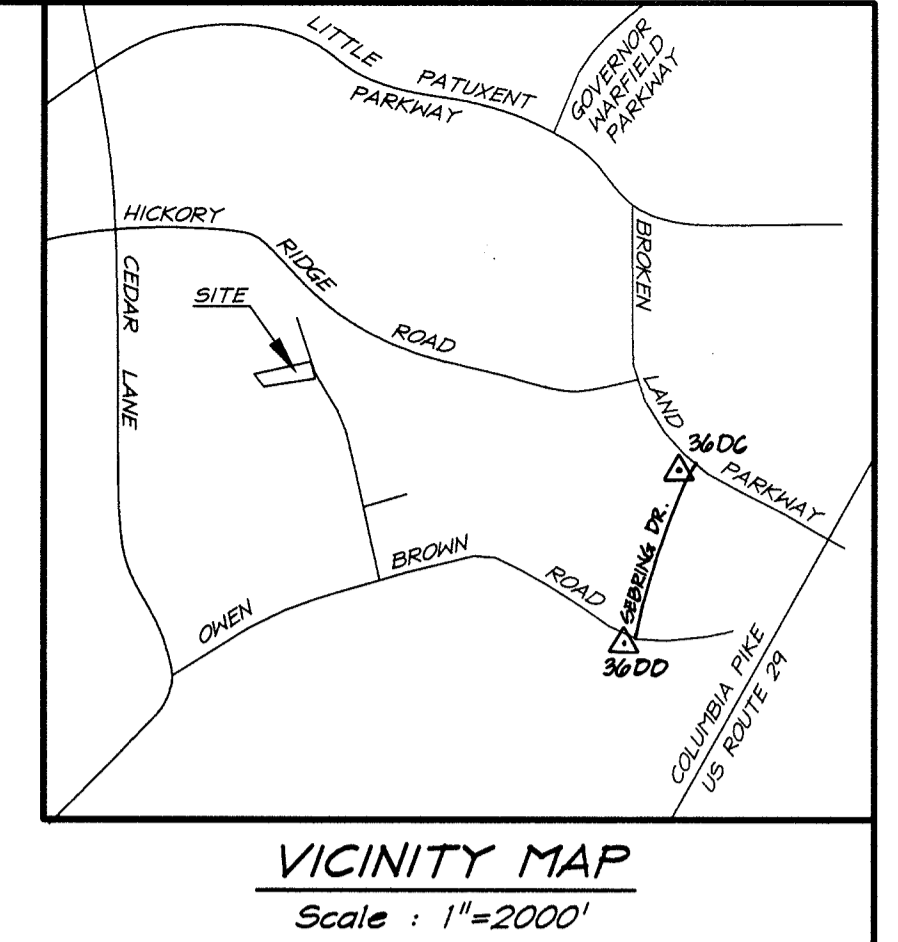 LITTLE
PATUXENT
PARKWAY
GOVERNOR
WARFIELD
PARKWAY
HICKORY
RIDGE
ROAD
BROKEN
LAND
PARKWAY
CEDAR LANE
SITE
36DC
SEBRING DR.
OWEN
BROWN
ROAD
36DD
COLUMBIA PIKE
US ROUTE 29
VICINITY MAP
Scale : 1"=2000'